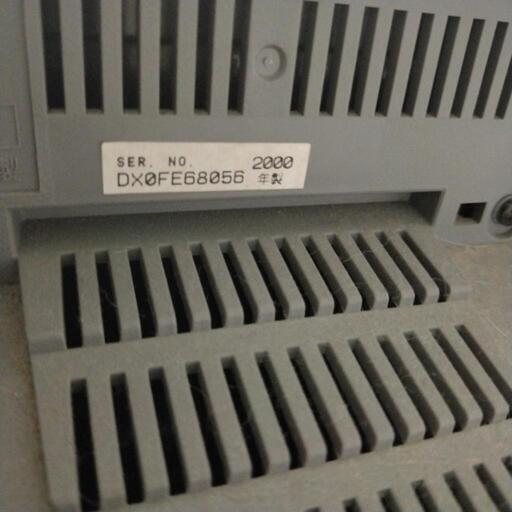 SER. NO. 2000
DX0FE68056 年製